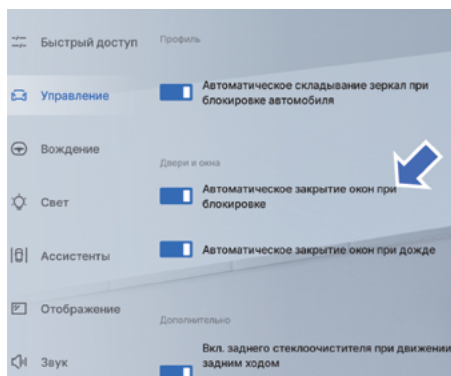 Быстрый доступ
Профиль
Автоматическое складывание зеркал при
блокировке автомобиля
Управление
Вождение
Двери и окна
Автоматическое закрытие окон при
блокировке
Свет
Автоматическое закрытие окон при дожде
Ассистенты
Отображение
Дополнительно
Вкл. заднего стеклоочистителя при движении
задним ходом
Звук